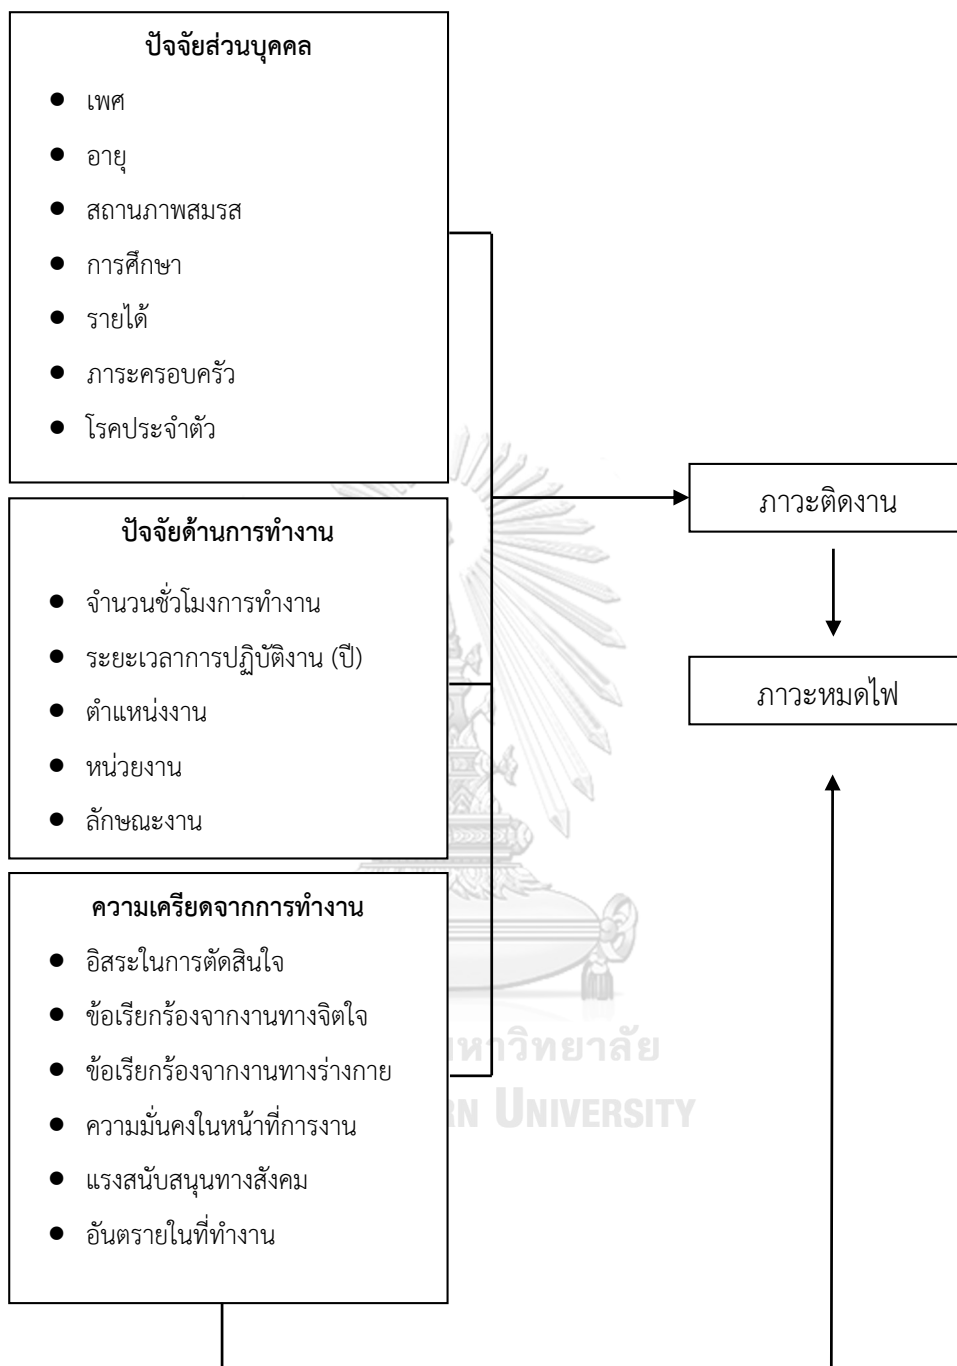 ปัจจัยส่วนบุคคล
● เพศ
● อายุ
● สถานภาพสมรส
● การศึกษา
● รายได้
● ภาระครอบครัว
● โรคประจำตัว
ปัจจัยด้านการทำงาน
● จำนวนชั่วโมงการทำงาน
● ระยะเวลาการปฏิบัติงาน (ปี)
● ตำแหน่งงาน
● หน่วยงาน
● ลักษณะงาน
ความเครียดจากการทำงาน
● อิสระในการตัดสินใจ
● ข้อเรียกร้องจากงานทางจิตใจ
● ข้อเรียกร้องจากงานทางร่างกาย
● ความมั่นคงในหน้าที่การงาน
● แรงสนับสนุนทางสังคม
● อันตรายในที่ทำงาน
ภาวะติดงาน
ภาวะหมดไฟ
หาวิทยาลัย
RN UNIVERSITY